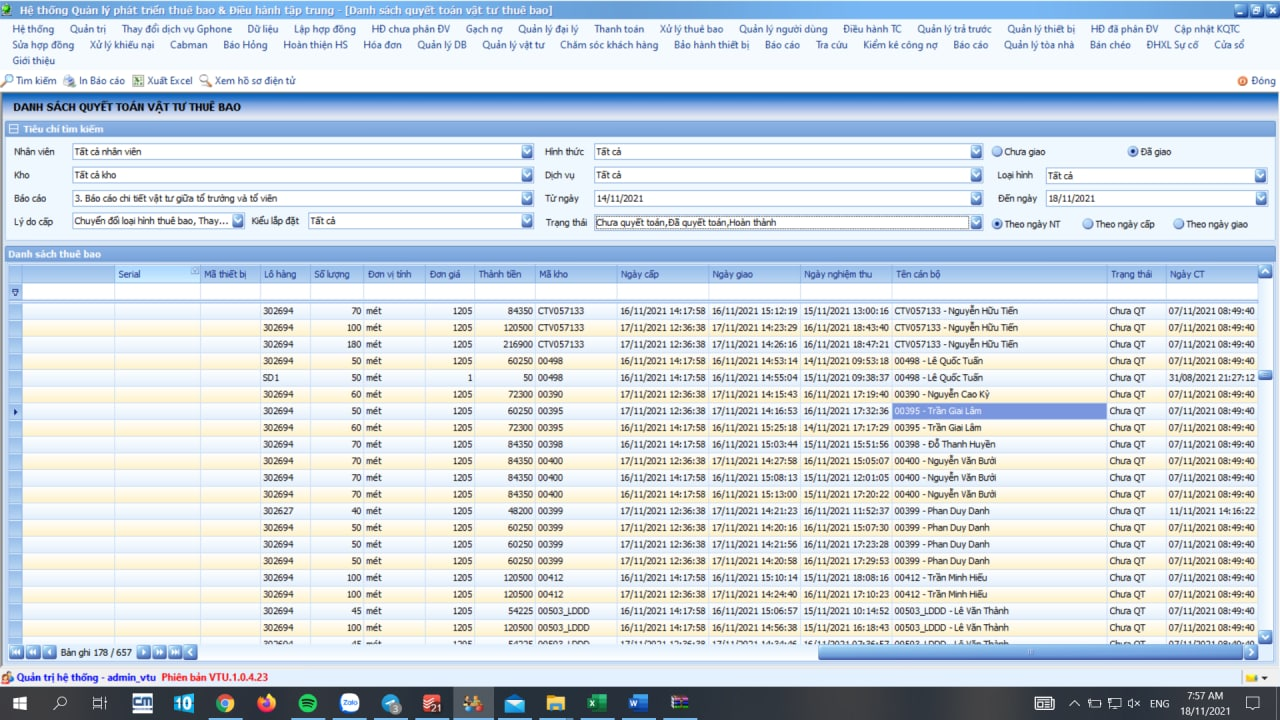 Hệ thống Quản lý phát triển thuê bao & Điều hành tập trung - [Danh sách quyết toán vật tư thuê bao]
Hệ thống Quản trị Thay đổi dịch vụ Gphone Dữ liệu Lập hợp đồng HĐ chưa phân ĐV Gạch nợ Quản lý đại lý Thanh toán Xử lý thuê bao Quản lý người dùng Điều hành TC Quản lý trả trước Quản lý thiết bị HĐ đã phân ĐV Cập nhật KQTC
Sửa hợp đồng Xử lý khiếu nại Cabman Báo Hỏng Hoàn thiện HS Hóa đơn Quản lý DB Quản lý vật tư Chăm sóc khách hàng Bảo hành thiết bị Báo cáo Tra cứu Kiểm kê công nợ Báo cáo Quản lý tòa nhà Bán chéo ĐHXL Sự cố Cửa sổ
Giới thiệu
Tìm kiếm In Báo cáo Xuất Excel Xem hồ sơ điện tử Đóng
DANH SÁCH QUYẾT TOÁN VẬT TƯ THUÊ BAO
Tiêu chí tìm kiếm
Nhân viên Tất cả nhân viên Hình thức Tất cả Chưa giao Đã giao
Kho Tất cả kho Dịch vụ Tất cả Loại hình Tất cả
Báo cáo 3. Báo cáo chi tiết vật tư giữa tổ trưởng và tổ viên Từ ngày 14/11/2021 Đến ngày 18/11/2021
Lý do cấp Chuyển đổi loại hình thuê bao, Thay... Kiểu lắp đặt Tất cả Trạng thái Chưa quyết toán,Đã quyết toán,Hoàn thành Theo ngày NT Theo ngày cấp Theo ngày giao
Danh sách thuê bao
Serial Mã thiết bị Lô hàng Số lượng Đơn vị tính Đơn giá Thành tiền Mã kho Ngày cấp Ngày giao Ngày nghiệm thu Tên cán bộ Trạng thái Ngày CT
302694 70 mét 1205 84350 CTV057133 16/11/2021 14:17:58 16/11/2021 15:12:19 15/11/2021 13:00:16 CTV057133 - Nguyễn Hữu Tiến Chưa QT 07/11/2021 08:49:40
302694 100 mét 1205 120500 CTV057133 17/11/2021 12:36:38 17/11/2021 14:23:29 16/11/2021 18:43:40 CTV057133 - Nguyễn Hữu Tiến Chưa QT 07/11/2021 08:49:40
302694 180 mét 1205 216900 CTV057133 17/11/2021 12:36:38 17/11/2021 14:26:16 16/11/2021 18:47:21 CTV057133 - Nguyễn Hữu Tiến Chưa QT 07/11/2021 08:49:40
302694 50 mét 1205 60250 00498 16/11/2021 14:17:58 16/11/2021 14:53:14 14/11/2021 09:53:18 00498 - Lê Quốc Tuấn Chưa QT 07/11/2021 08:49:40
SD1 50 mét 1 50 00498 16/11/2021 14:17:58 16/11/2021 14:55:04 15/11/2021 09:38:37 00498 - Lê Quốc Tuấn Chưa QT 31/08/2021 21:27:12
302694 60 mét 1205 72300 00390 17/11/2021 12:36:38 17/11/2021 14:15:43 16/11/2021 17:19:40 00390 - Nguyễn Cao Kỳ Chưa QT 07/11/2021 08:49:40
302694 50 mét 1205 60250 00395 17/11/2021 12:36:38 17/11/2021 14:16:53 16/11/2021 17:32:36 00395 - Trần Giai Lâm Chưa QT 07/11/2021 08:49:40
302694 60 mét 1205 72300 00395 16/11/2021 14:17:58 16/11/2021 15:25:18 14/11/2021 17:17:29 00395 - Trần Giai Lâm Chưa QT 07/11/2021 08:49:40
302694 70 mét 1205 84350 00398 16/11/2021 14:17:58 16/11/2021 15:03:44 15/11/2021 15:51:56 00398 - Đỗ Thanh Huyền Chưa QT 07/11/2021 08:49:40
302694 70 mét 1205 84350 00400 17/11/2021 12:36:38 17/11/2021 14:27:58 16/11/2021 15:05:07 00400 - Nguyễn Văn Bưởi Chưa QT 07/11/2021 08:49:40
302694 70 mét 1205 84350 00400 16/11/2021 14:17:58 16/11/2021 15:08:13 15/11/2021 12:01:05 00400 - Nguyễn Văn Bưởi Chưa QT 07/11/2021 08:49:40
302694 70 mét 1205 84350 00400 16/11/2021 14:17:58 16/11/2021 15:13:00 15/11/2021 17:20:22 00400 - Nguyễn Văn Bưởi Chưa QT 07/11/2021 08:49:40
302627 40 mét 1205 48200 00399 17/11/2021 12:36:38 17/11/2021 14:21:23 16/11/2021 11:52:37 00399 - Phan Duy Danh Chưa QT 11/11/2021 14:16:22
302694 50 mét 1205 60250 00399 17/11/2021 12:36:38 17/11/2021 14:20:16 16/11/2021 15:07:30 00399 - Phan Duy Danh Chưa QT 07/11/2021 08:49:40
302694 50 mét 1205 60250 00399 17/11/2021 12:36:38 17/11/2021 14:21:56 16/11/2021 17:23:28 00399 - Phan Duy Danh Chưa QT 07/11/2021 08:49:40
302694 50 mét 1205 60250 00399 17/11/2021 12:36:38 17/11/2021 14:20:58 16/11/2021 17:29:53 00399 - Phan Duy Danh Chưa QT 07/11/2021 08:49:40
302694 100 mét 1205 120500 00412 16/11/2021 14:17:58 16/11/2021 15:10:14 15/11/2021 18:08:16 00412 - Trần Minh Hiếu Chưa QT 07/11/2021 08:49:40
302694 100 mét 1205 120500 00412 17/11/2021 12:36:38 17/11/2021 14:24:40 16/11/2021 17:10:23 00412 - Trần Minh Hiếu Chưa QT 07/11/2021 08:49:40
302694 45 mét 1205 54225 00503_LDDD 16/11/2021 14:17:58 16/11/2021 15:06:57 15/11/2021 10:14:52 00503_LDDD - Lê Văn Thành Chưa QT 07/11/2021 08:49:40
302694 100 mét 1205 120500 00503_LDDD 16/11/2021 14:17:58 16/11/2021 14:56:38 15/11/2021 16:18:43 00503_LDDD - Lê Văn Thành Chưa QT 07/11/2021 08:49:40
Bản ghi 178 / 657
Quản trị hệ thống - admin_vtu Phiên bản VTU.1.0.4.23
7:57 AM
ENG
18/11/2021